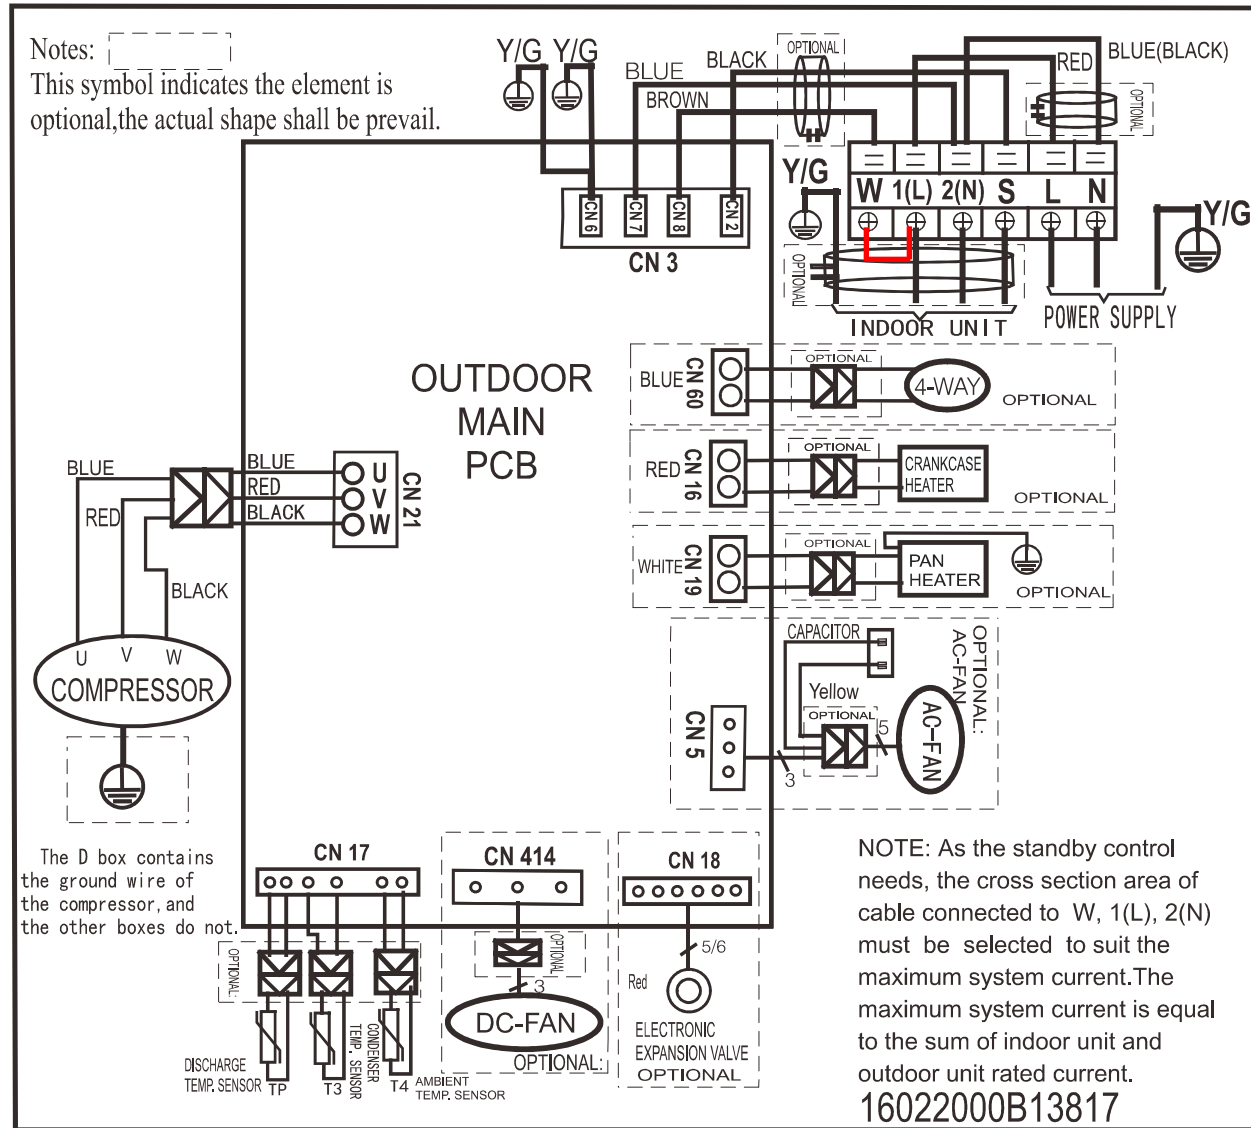 Notes:
This symbol indicates the element is
optional,the actual shape shall be prevail.
Y/G Y/G
BLUE
BLACK
BROWN
OPTIONAL
RED
BLUE(BLACK)
OPTIONAL
Y/G
W 1(L) 2(N) S L N
Y/G
OPTIONAL
INDOOR UNIT
POWER SUPPLY
CN 6
CN 7
CN 8
CN 2
CN 3
OUTDOOR
MAIN
PCB
BLUE
CN 60
OPTIONAL
4-WAY
OPTIONAL
RED
CN 16
OPTIONAL
CRANKCASE
HEATER
OPTIONAL
WHITE
CN 19
OPTIONAL
PAN
HEATER
OPTIONAL
BLUE
RED
BLACK
BLUE
RED
BLACK
U
V
W
CN 21
U V W
COMPRESSOR
CAPACITOR
Yellow
OPTIONAL
OPTIONAL:
AC-FAN
CN 5
3
5
AC-FAN
The D box contains
the ground wire of
the compressor,and
the other boxes do not.
CN 17
OPTIONAL:
DISCHARGE
TEMP. SENSOR
TP
T3
CONDENSER
TEMP. SENSOR
T4
AMBIENT
TEMP. SENSOR
CN 414
OPTIONAL
3
DC-FAN
OPTIONAL:
CN 18
5/6
Red
ELECTRONIC
EXPANSION VALVE
OPTIONAL
NOTE: As the standby control
needs, the cross section area of
cable connected to W, 1(L), 2(N)
must be selected to suit the
maximum system current.The
maximum system current is equal
to the sum of indoor unit and
outdoor unit rated current.
16022000B13817